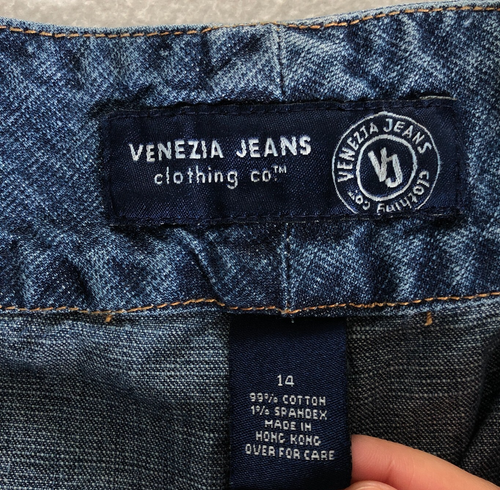 VENEZIA JEANS
clothing co™
VENEZIA JEANS
VJ
clothing co™
14
99% COTTON
1% SPANDEX
MADE IN
HONG KONG
OVER FOR CARE